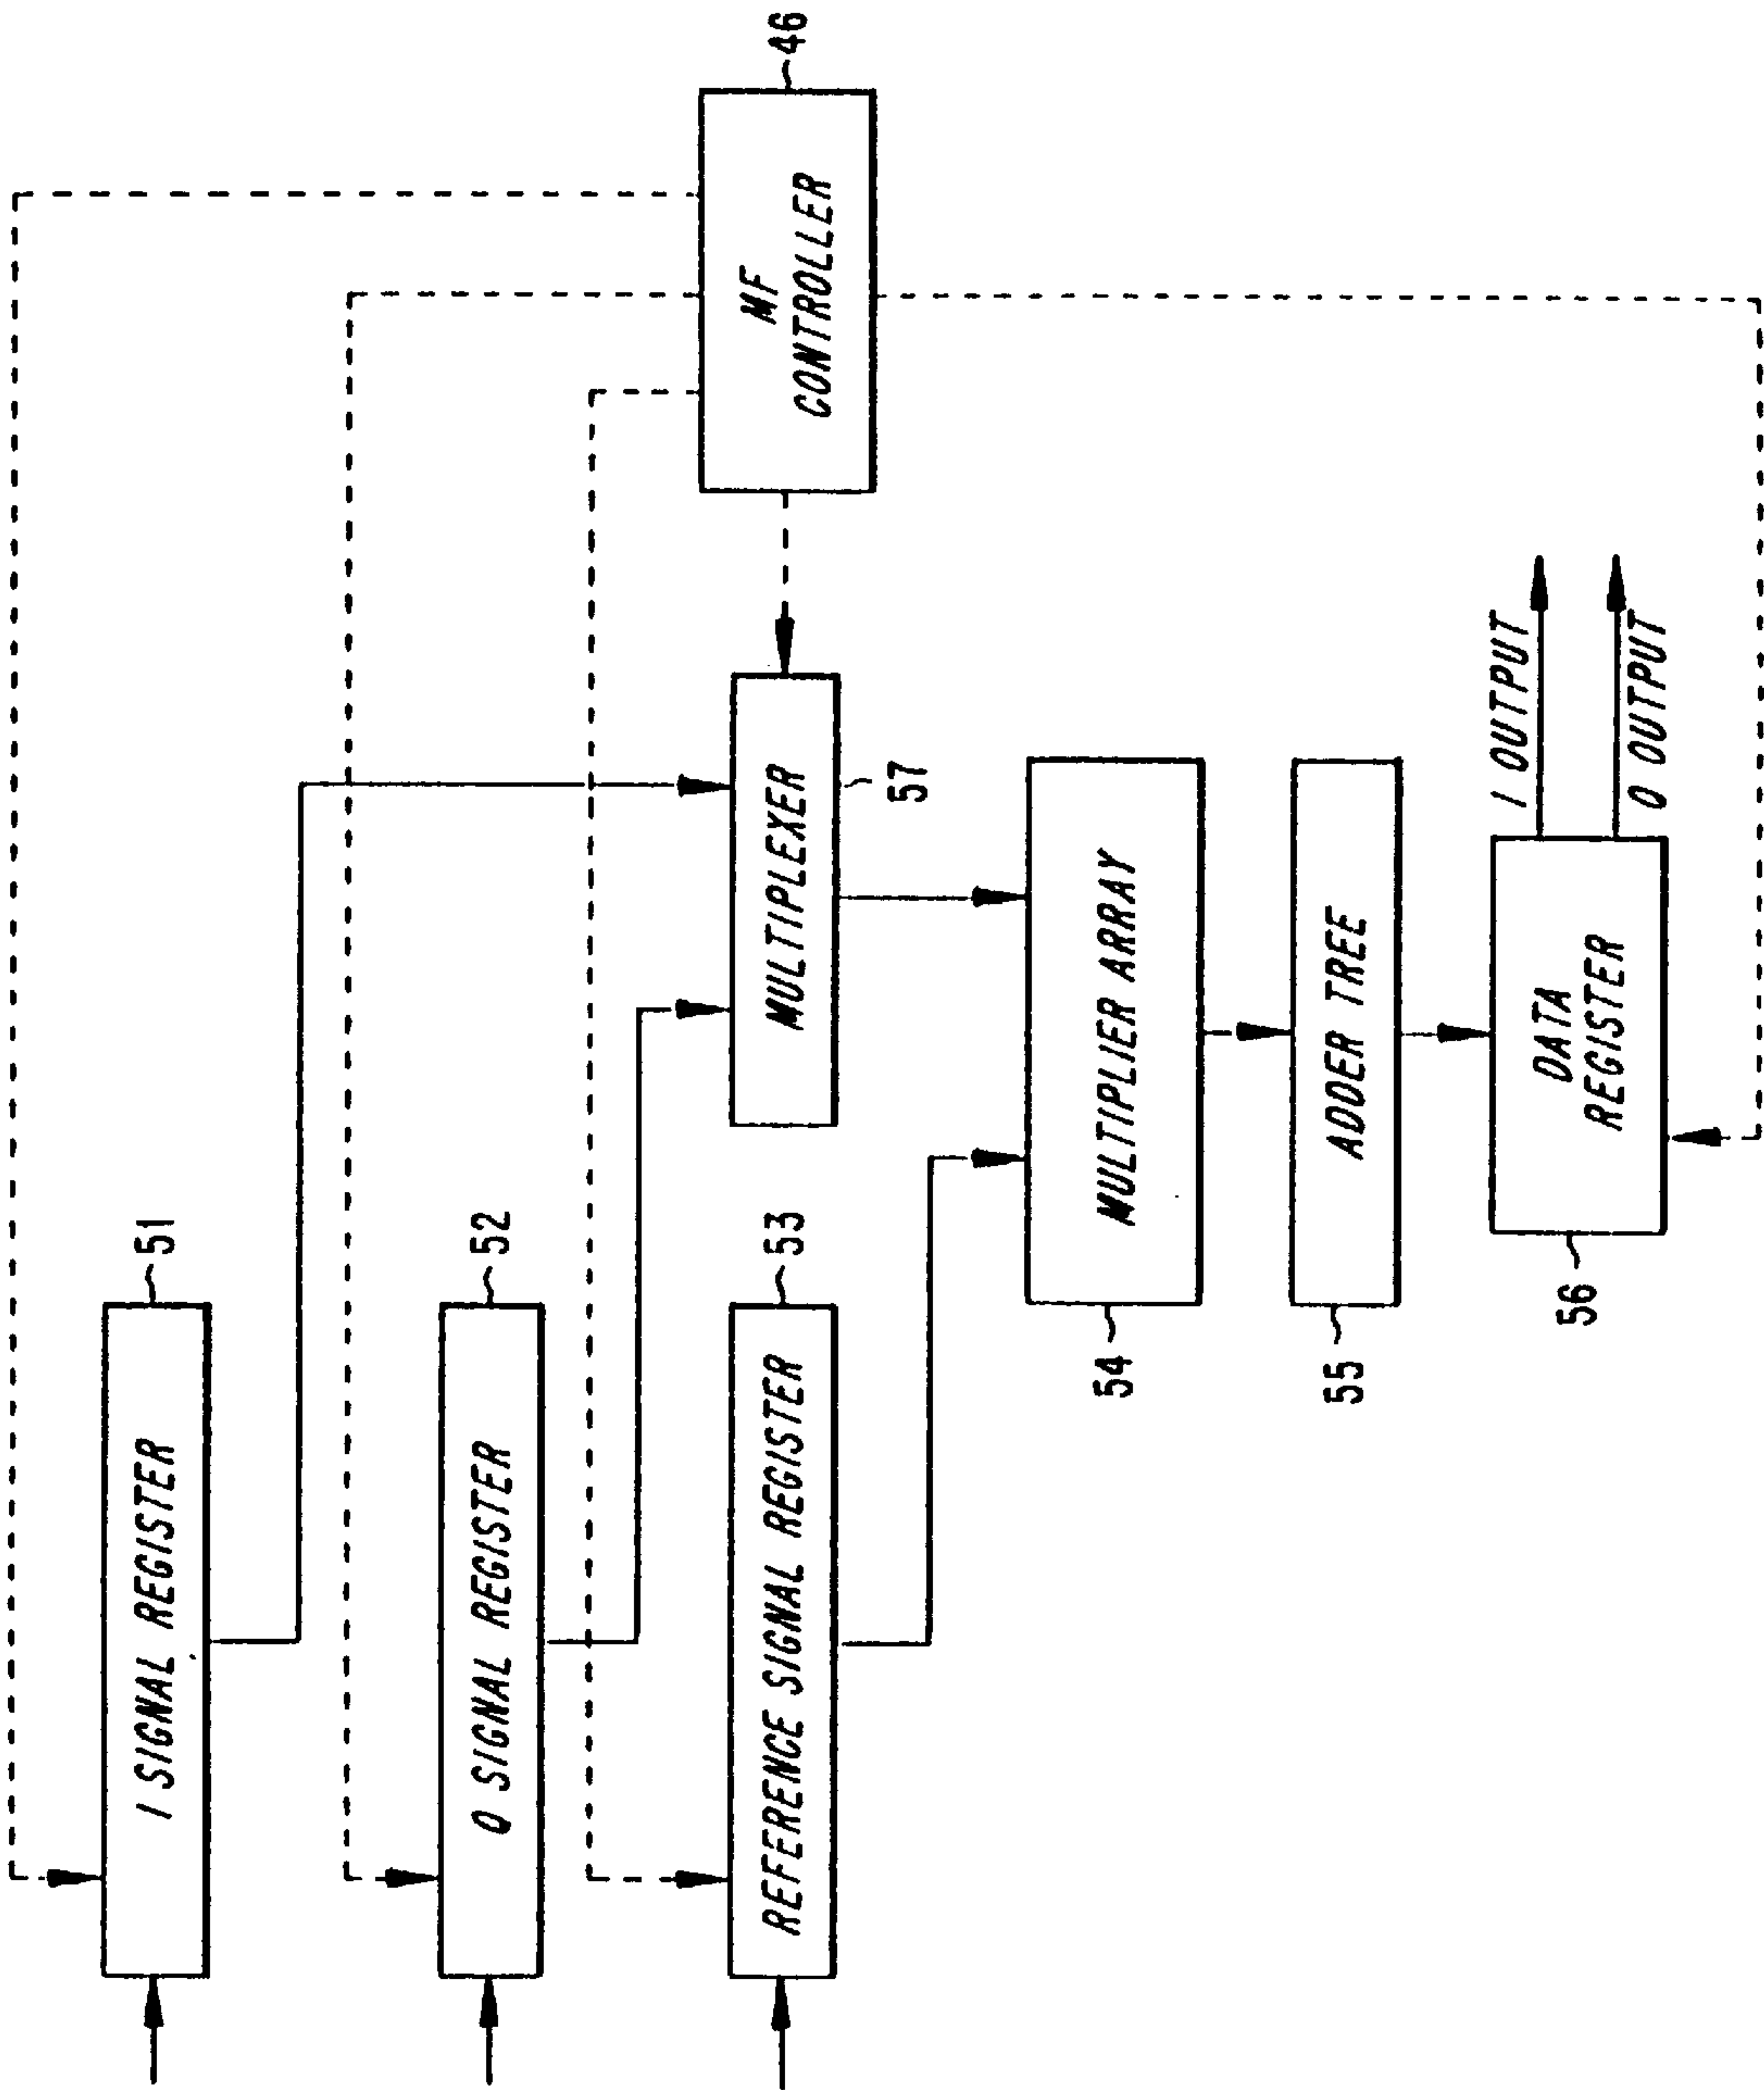 I SIGNAL REGISTER
51
Q SIGNAL REGISTER
52
REFERENCE SIGNAL REGISTER
53
MULTIPLEXER
57
MF
CONTROLLER
46
MULTIPLIER ARRAY
54
ADDER TREE
55
DATA
REGISTER
56
I OUTPUT
Q OUTPUT